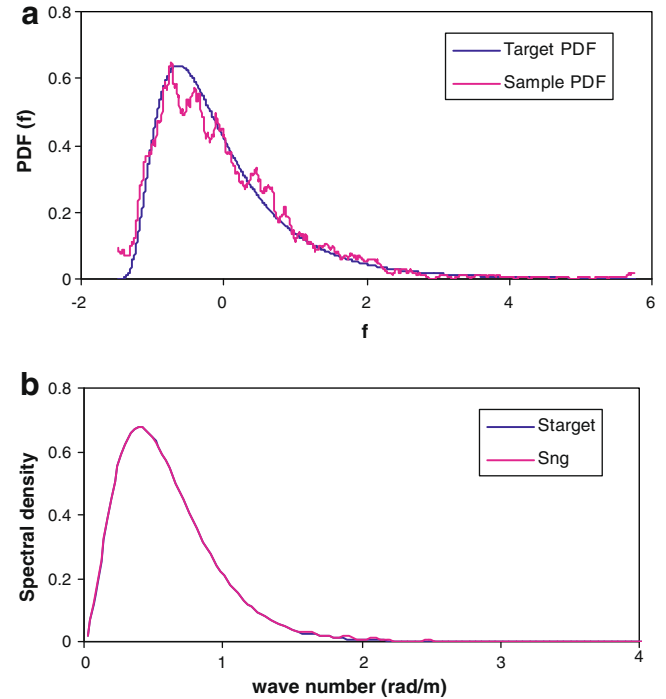 a
0.8
0.6
0.4
0.2
0
PDF (f)
Target PDF
Sample PDF
-2
0
2
4
6
f
b
0.8
0.6
0.4
0.2
0
Spectral density
Starget
Sng
0
1
2
3
4
wave number (rad/m)